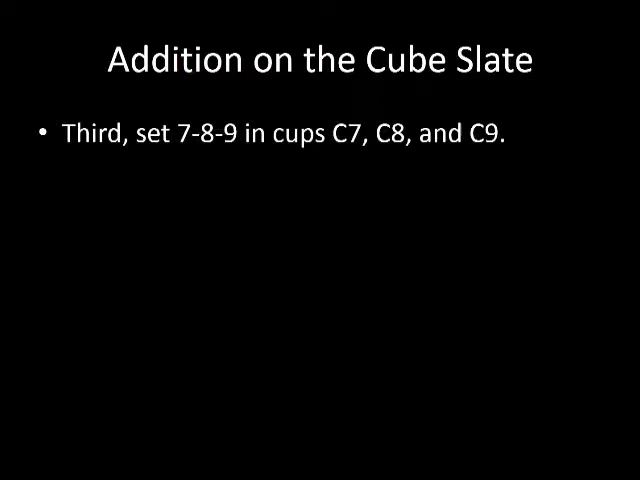 Addition on the Cube Slate
• Third, set 7-8-9 in cups C7, C8, and C9.